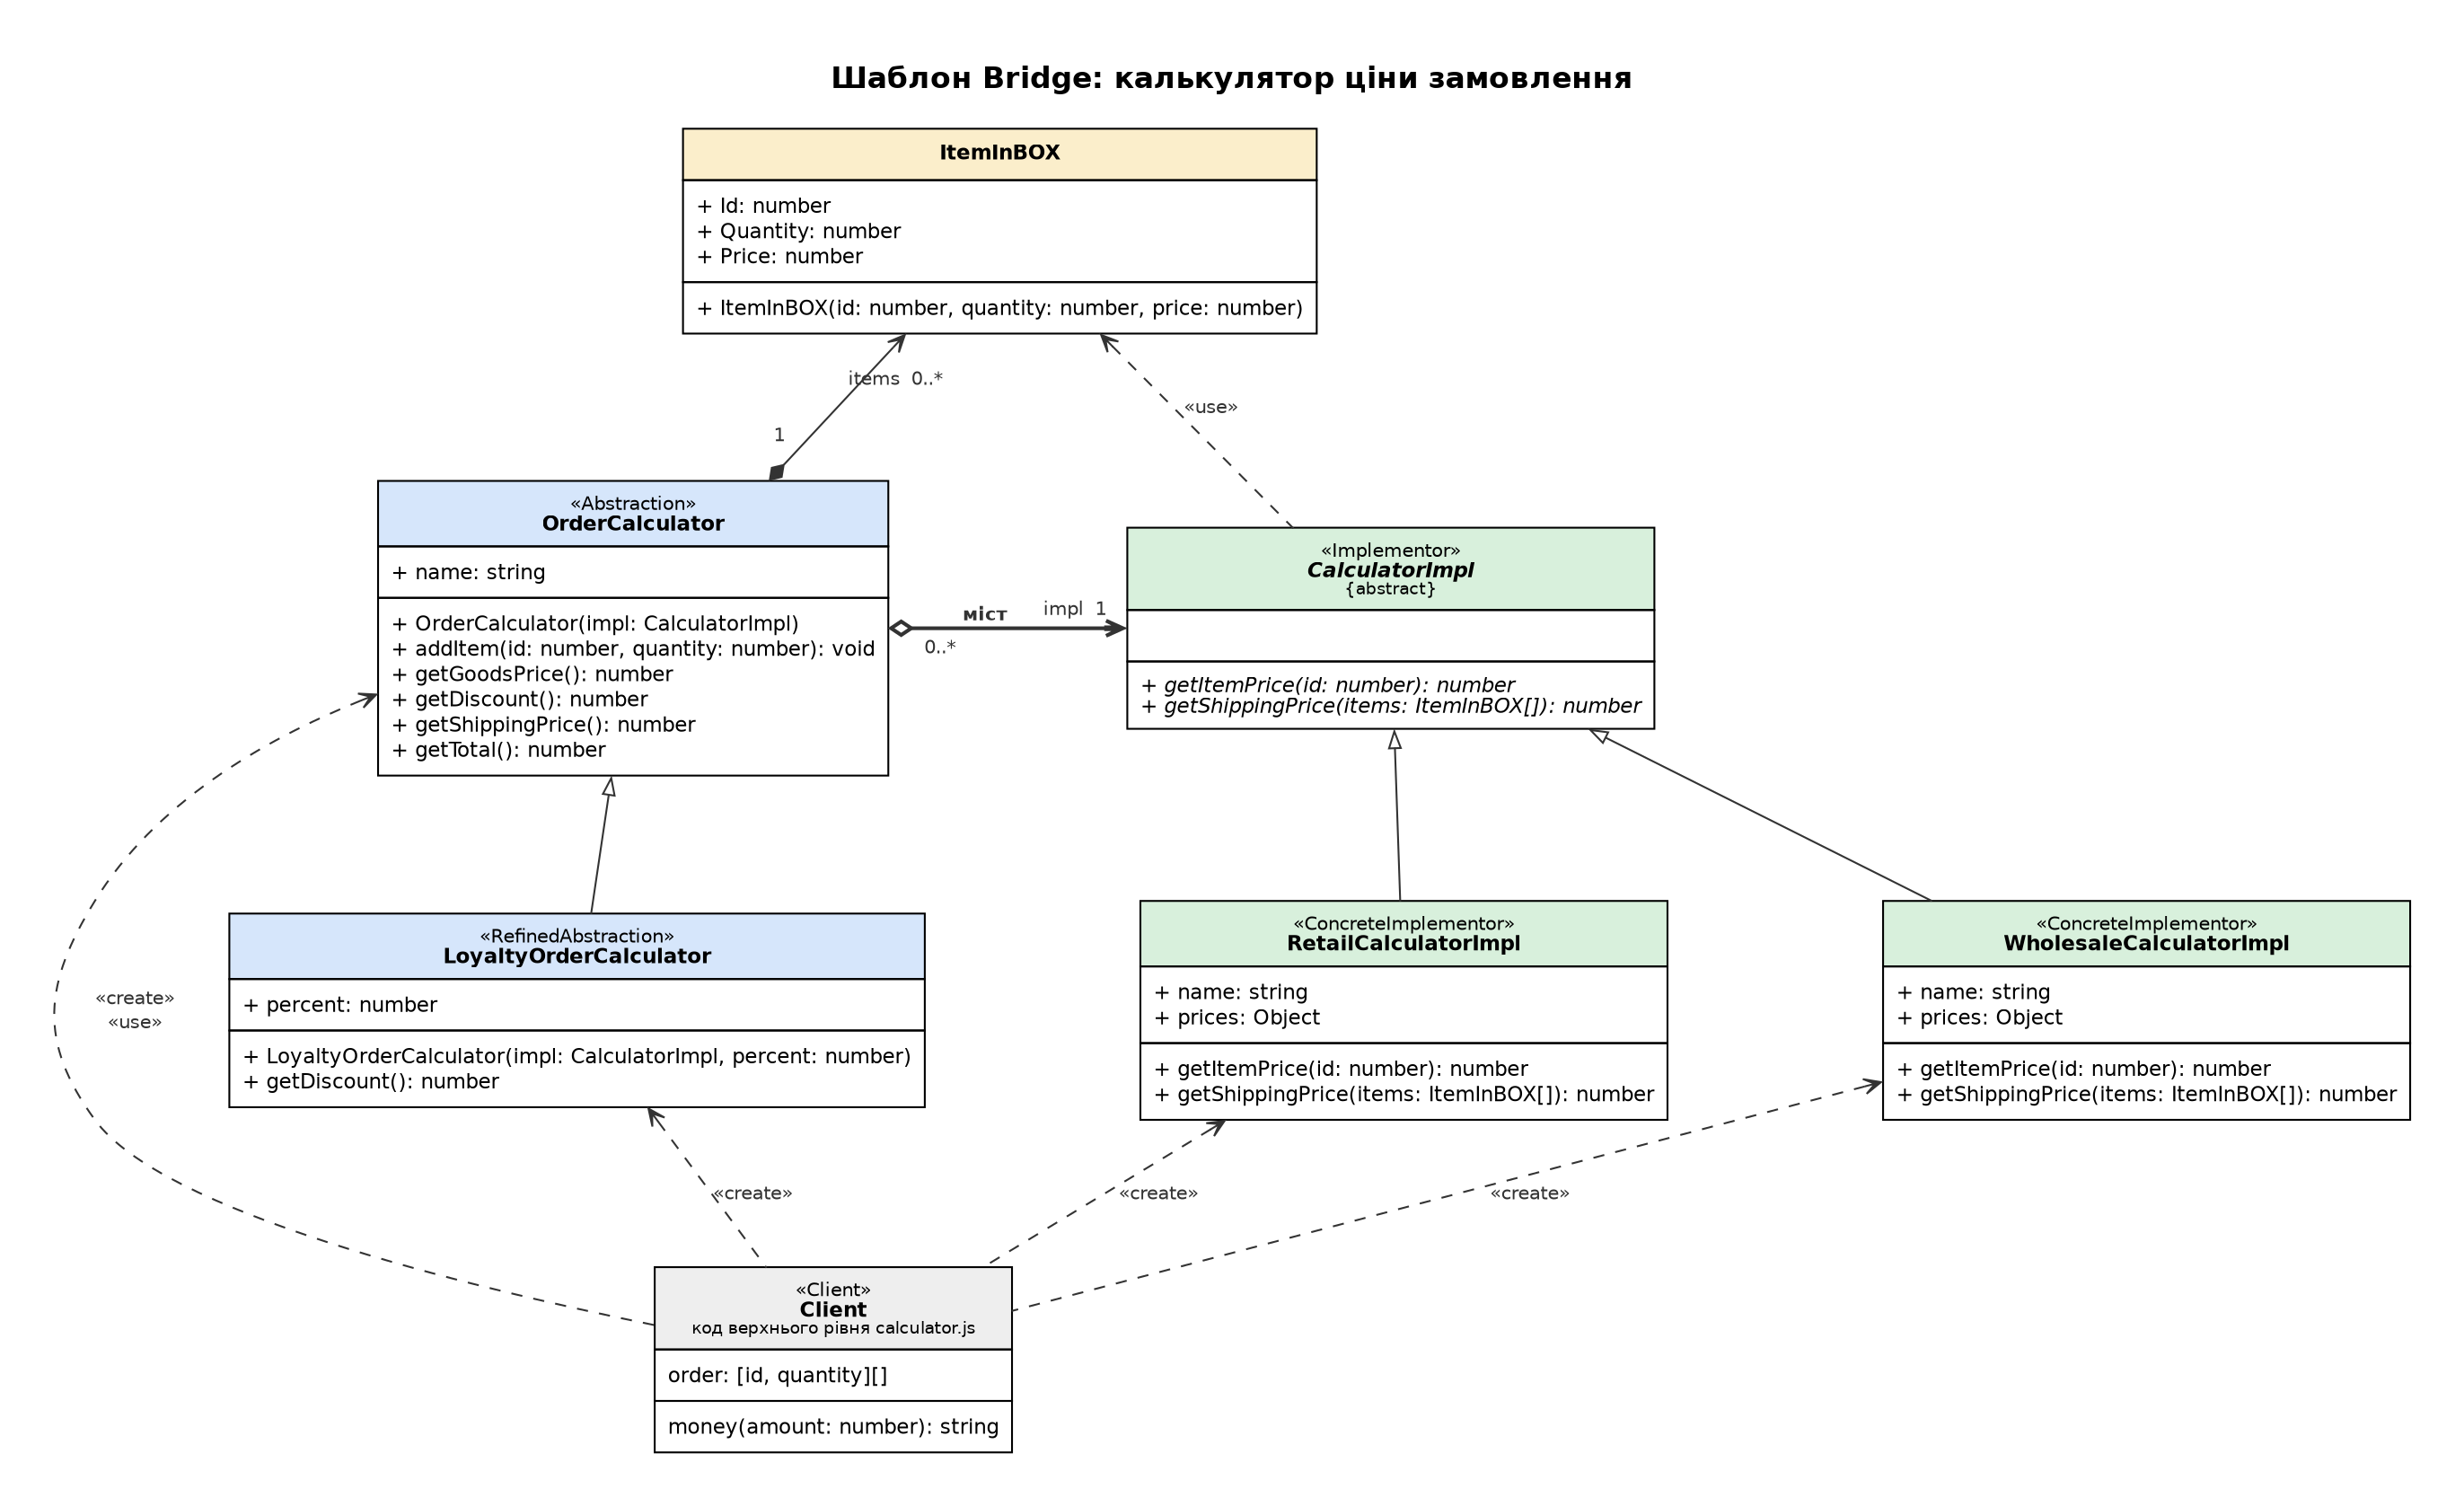 Шаблон Bridge: калькулятор ціни замовлення
ItemInBOX
+ Id: number
+ Quantity: number
+ Price: number
+ ItemInBOX(id: number, quantity: number, price: number)
items 0..*
«use»
1
«Abstraction»
OrderCalculator
+ name: string
+ OrderCalculator(impl: CalculatorImpl)
+ addItem(id: number, quantity: number): void
+ getGoodsPrice(): number
+ getDiscount(): number
+ getShippingPrice(): number
+ getTotal(): number
міст
impl 1
0..*
«Implementor»
CalculatorImpl
{abstract}
+ getItemPrice(id: number): number
+ getShippingPrice(items: ItemInBOX[]): number
«RefinedAbstraction»
LoyaltyOrderCalculator
+ percent: number
+ LoyaltyOrderCalculator(impl: CalculatorImpl, percent: number)
+ getDiscount(): number
«ConcreteImplementor»
RetailCalculatorImpl
+ name: string
+ prices: Object
+ getItemPrice(id: number): number
+ getShippingPrice(items: ItemInBOX[]): number
«ConcreteImplementor»
WholesaleCalculatorImpl
+ name: string
+ prices: Object
+ getItemPrice(id: number): number
+ getShippingPrice(items: ItemInBOX[]): number
«create»
«use»
«create»
«create»
«create»
«Client»
Client
код верхнього рівня calculator.js
order: [id, quantity][]
money(amount: number): string